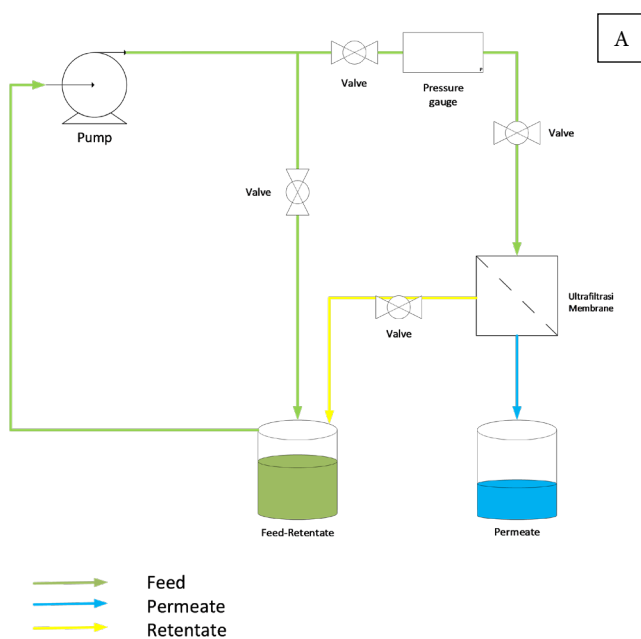 A
Valve
Pressure
gauge
Pump
Valve
Valve
Ultrafiltrasi
Membrane
Valve
Feed-Retentate
Permeate
Feed
Permeate
Retentate